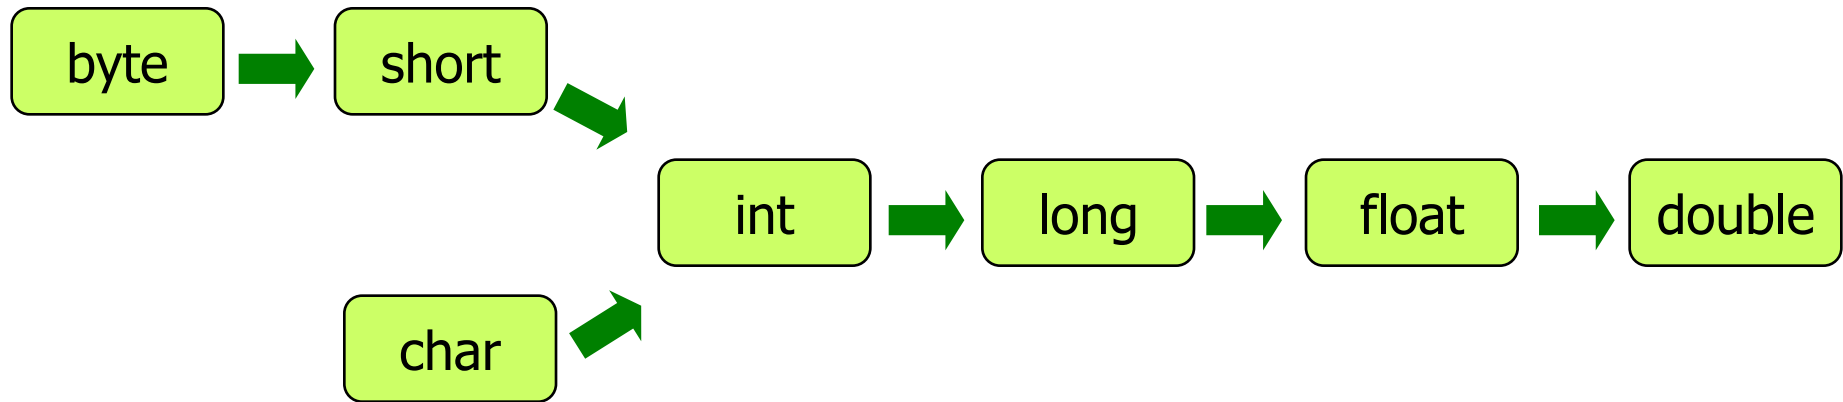 byte
short
int
long
float
double
char